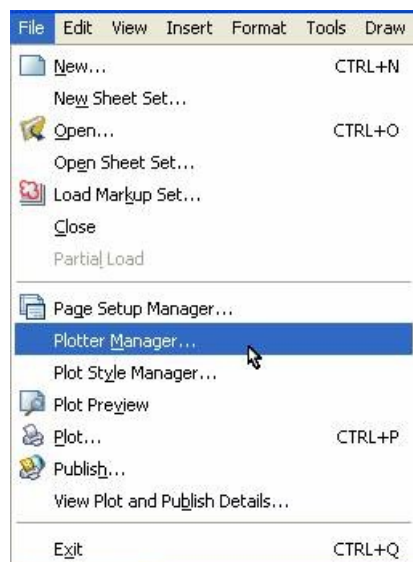 File Edit View Insert Format Tools Draw
New... CTRL+N
New Sheet Set...
Open... CTRL+O
Open Sheet Set...
Load Markup Set...
Close
Partial Load
Page Setup Manager...
Plotter Manager...
Plot Style Manager...
Plot Preview
Plot... CTRL+P
Publish...
View Plot and Publish Details...
Exit CTRL+Q